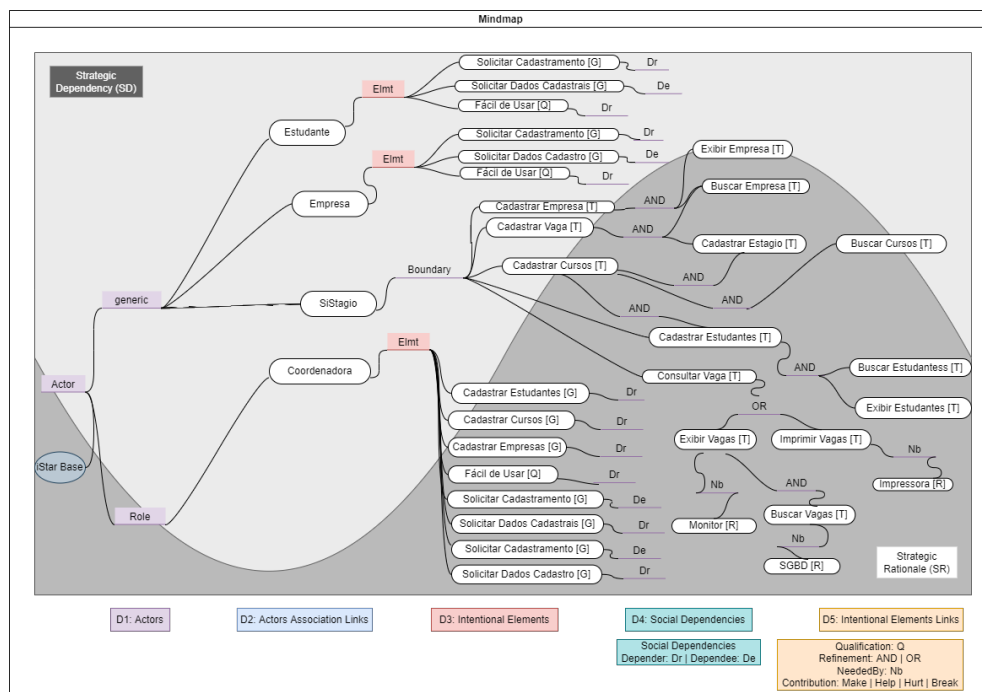 Mindmap
Strategic
Dependency (SD)
Solicitar Cadastramento [G]
Dr
Elmt
Solicitar Dados Cadastrais [G]
De
Fácil de Usar [Q]
Dr
Estudante
Solicitar Cadastramento [G]
Dr
Elmt
Solicitar Dados Cadastro [G]
De
Fácil de Usar [Q]
Dr
Empresa
Exibir Empresa [T]
Buscar Empresa [T]
Cadastrar Empresa [T]
AND
Cadastrar Vaga [T]
AND
Cadastrar Estagio [T]
Buscar Cursos [T]
Boundary
Cadastrar Cursos [T]
AND
AND
generic
SiStagio
AND
Cadastrar Estudantes [T]
Elmt
Coordenadora
Consultar Vaga [T]
AND
Buscar Estudantess [T]
Exibir Estudantes [T]
Actor
Cadastrar Estudantes [G]
Dr
OR
Cadastrar Cursos [G]
Dr
Exibir Vagas [T]
Imprimir Vagas [T]
Cadastrar Empresas [G]
Dr
Nb
iStar Base
Fácil de Usar [Q]
Dr
Nb
AND
Impressora [R]
Solicitar Cadastramento [G]
De
Role
Buscar Vagas [T]
Solicitar Dados Cadastrais [G]
Dr
Monitor [R]
Nb
Solicitar Cadastramento [G]
De
SGBD [R]
Solicitar Dados Cadastro [G]
Dr
Strategic
Rationale (SR)
D1: Actors
D2: Actors Association Links
D3: Intentional Elements
D4: Social Dependencies
D5: Intentional Elements Links
Social Dependencies
Depender: Dr | Dependee: De
Qualification: Q
Refinement: AND | OR
NeededBy: Nb
Contribution: Make | Help | Hurt | Break